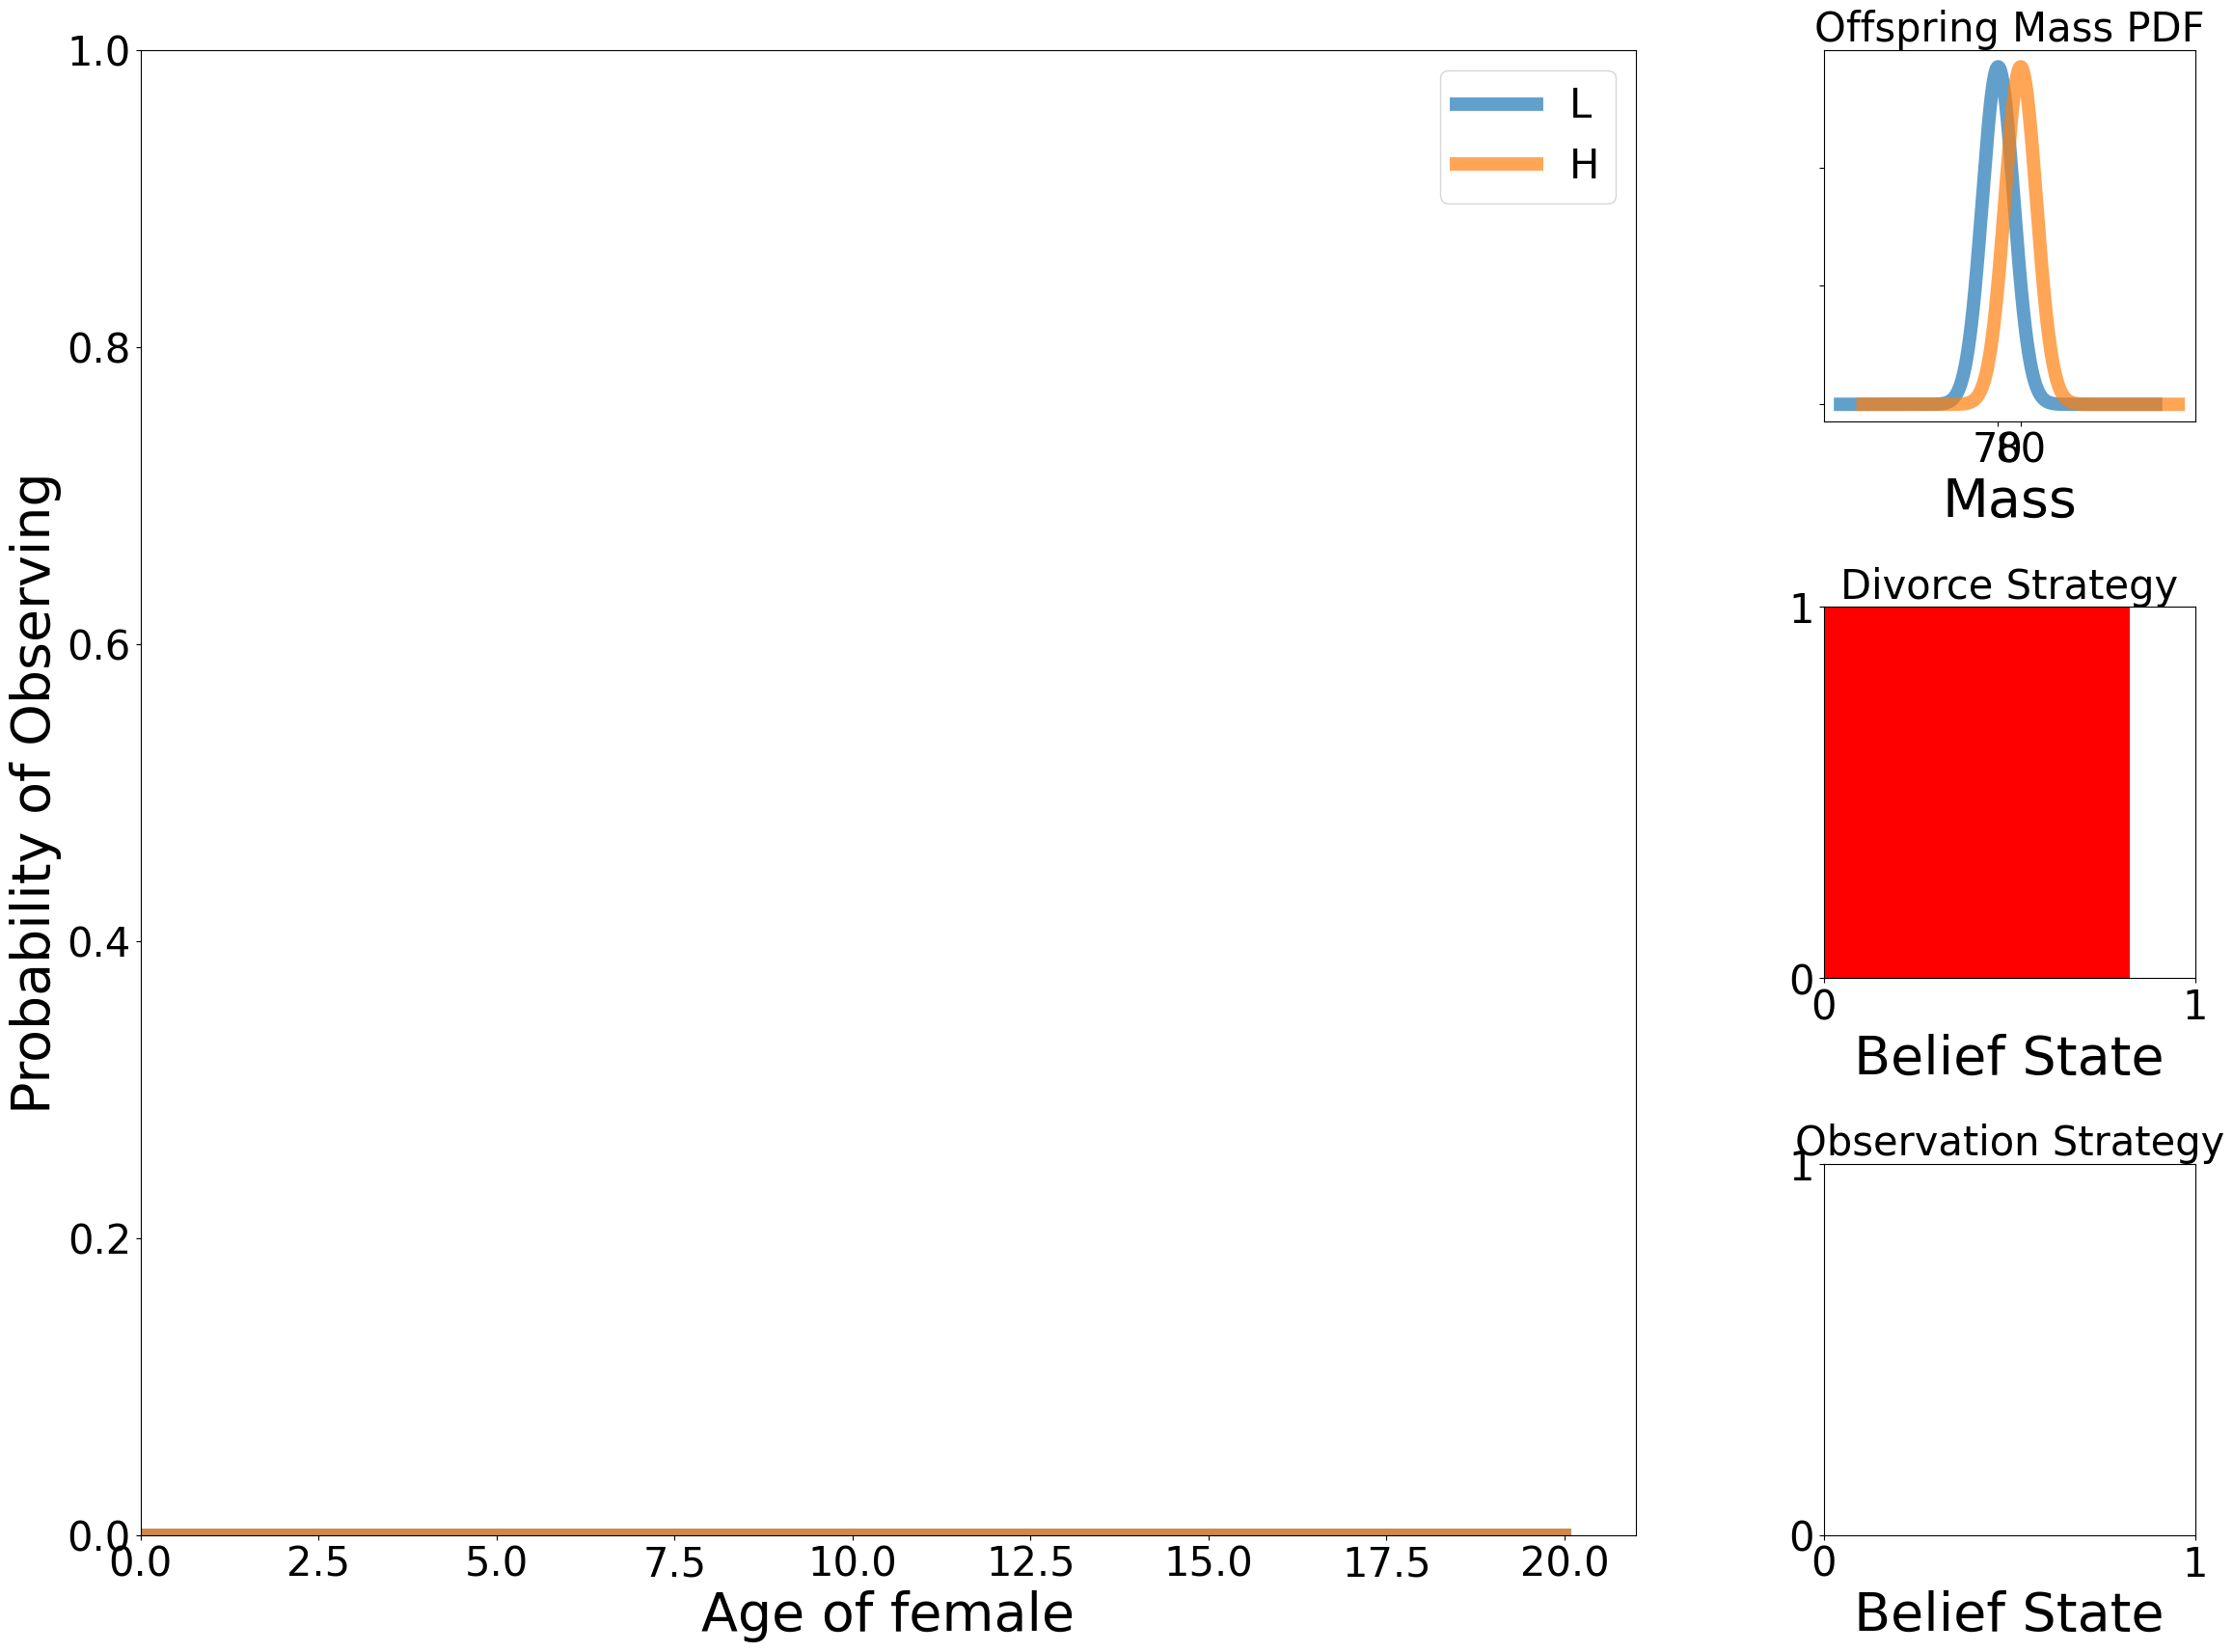 Offspring Mass PDF
1.0
0.8
0.6
0.4
0.2
0.0
Probability of Observing
0.0 2.5 5.0 7.5 10.0 12.5 15.0 17.5 20.0
Age of female
L
H
78 80
Mass
Divorce Strategy
1
0
0 1
Belief State
Observation Strategy
1
0
0 1
Belief State